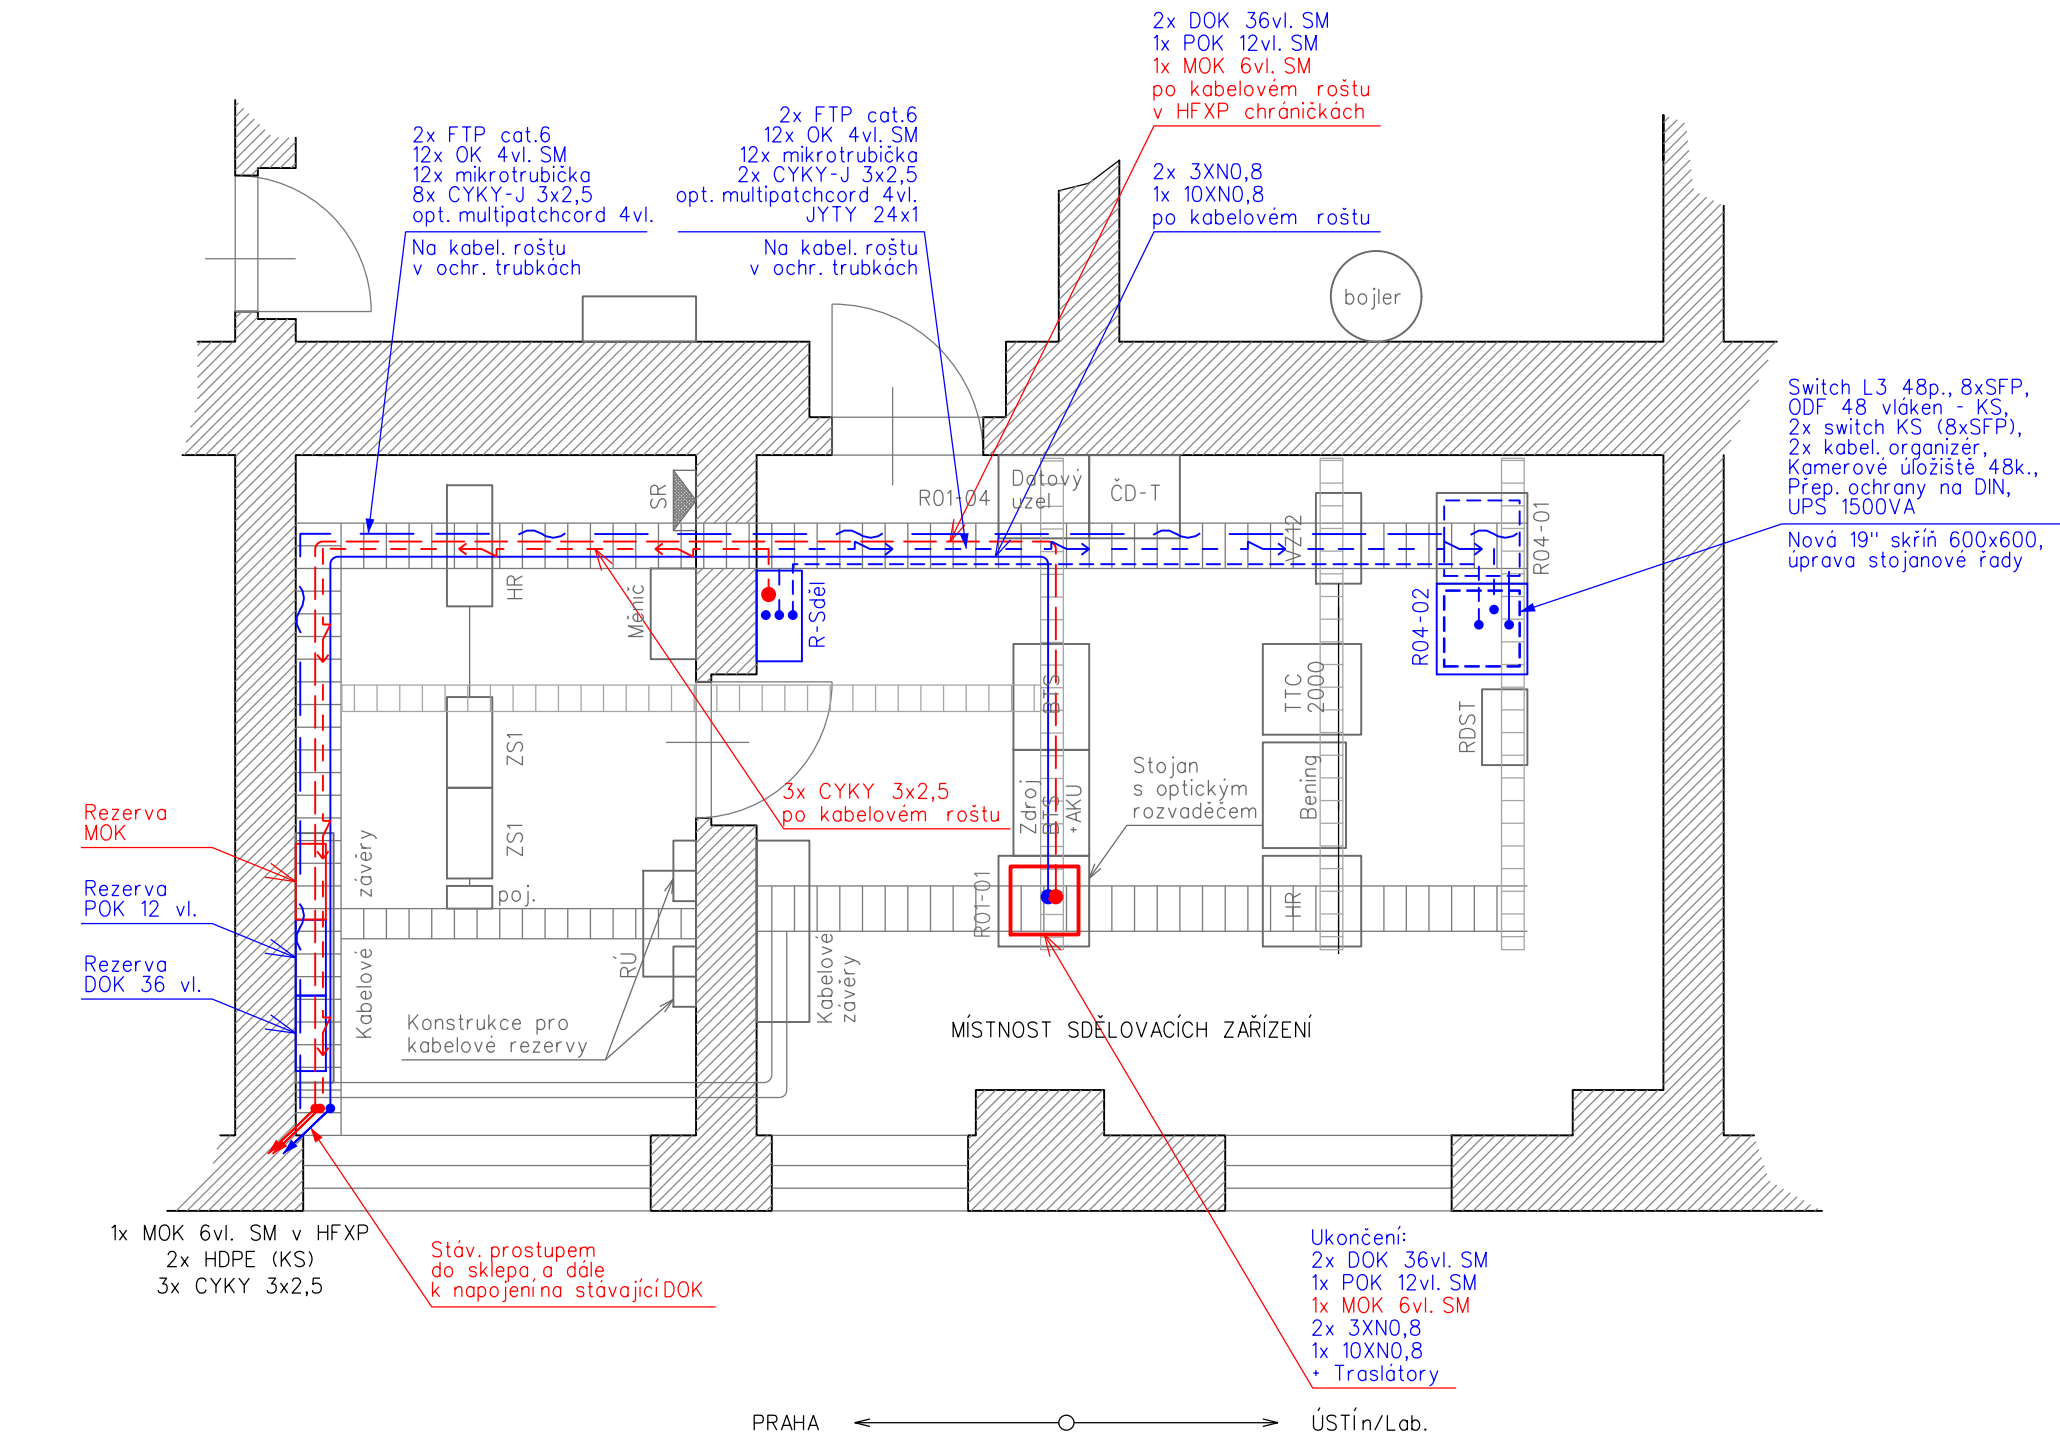 2x DOK 36vl. SM
1x POK 12vl. SM
1x MOK 6vl. SM
po kabelovém roštu
v HFXP chráničkách
2x FTP cat.6
12x OK 4vl. SM
12x mikrotrubička
8x CYKY-J 3x2,5
opt. multipatchcord 4vl.
Na kabel. roštu
v ochr. trubkách
2x FTP cat.6
12x OK 4vl. SM
12x mikrotrubička
2x CYKY-J 3x2,5
opt. multipatchcord 4vl.
JYTY 24x1
Na kabel. roštu
v ochr. trubkách
2x 3XN0,8
1x 10XN0,8
po kabelovém roštu
bojler
Switch L3 48p., 8xSFP,
ODF 48 vláken - KS,
2x switch KS (8xSFP),
2x kabel. organizér,
Kamerové úložiště 48k.,
Přep. ochrany na DIN,
UPS 1500VA
Nová 19" skříň 600x600,
úprava stojanové řady
SR
R01-04
Datový
uzel
ČD-T
VZ12
R04-01
HR
Měnič
R-Sděl
R04-02
BTS
TTC
2000
RDST
ZS1
ZS1
poj.
3x CYKY 3x2,5
po kabelovém roštu
Zdroj
BTS
+AKU
Stojan
s optickým
rozvaděčem
Bening
HR
R01-01
Rezerva
MOK
Rezerva
POK 12 vl.
Rezerva
DOK 36 vl.
Kabelové
závěry
RÚ
Kabelové
závěry
Konstrukce pro
kabelové rezervy
MÍSTNOST SDĚLOVACÍCH ZAŘÍZENÍ
1x MOK 6vl. SM v HFXP
2x HDPE (KS)
3x CYKY 3x2,5
Stáv. prostupem
do sklepa a dále
k napojení na stávající DOK
Ukončení:
2x DOK 36vl. SM
1x POK 12vl. SM
1x MOK 6vl. SM
2x 3XN0,8
1x 10XN0,8
+ Traslátory
PRAHA
ÚSTÍ n/Lab.